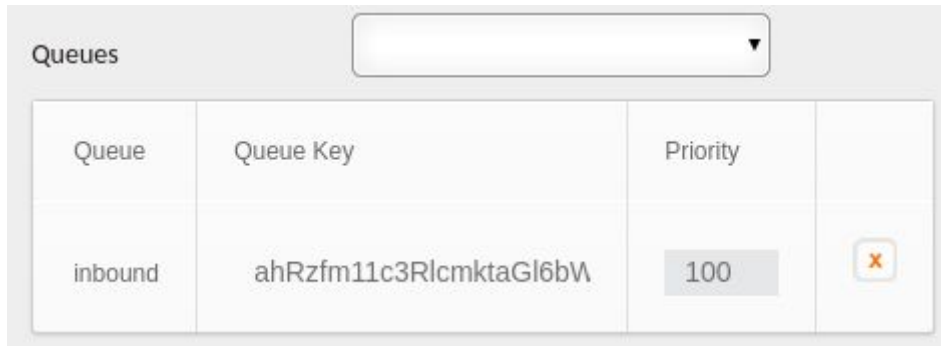 Queues
Queue Queue Key Priority
inbound ahRzfm11c3RlcmktaGl6bW 100 x